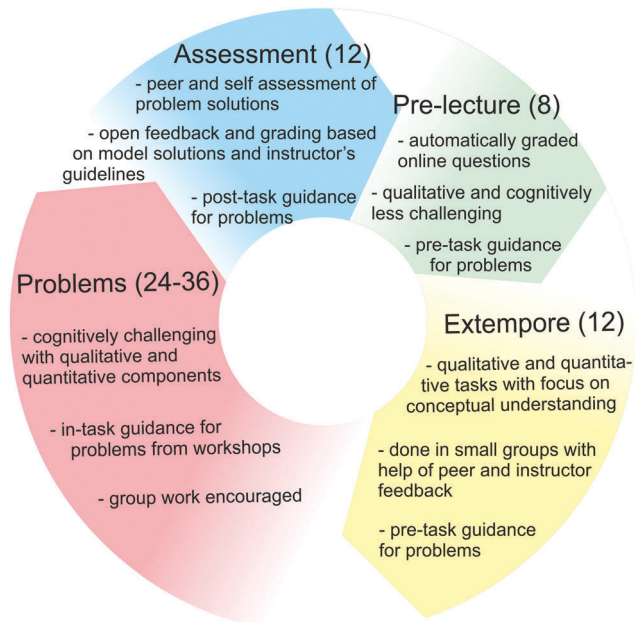 Assessment (12)
- peer and self assessment of
problem solutions
- open feedback and grading based
on model solutions and instructor's
guidelines
- post-task guidance
for problems
Pre-lecture (8)
- automatically graded
online questions
- qualitative and cognitively
less challenging
- pre-task guidance
for problems
Extempore (12)
- qualitative and quantita-
tive tasks with focus on
conceptual understanding
- done in small groups with
help of peer and instructor
feedback
- pre-task guidance
for problems
Problems (24-36)
- cognitively challenging
with qualitative and
quantitative components
- in-task guidance for
problems from workshops
- group work encouraged